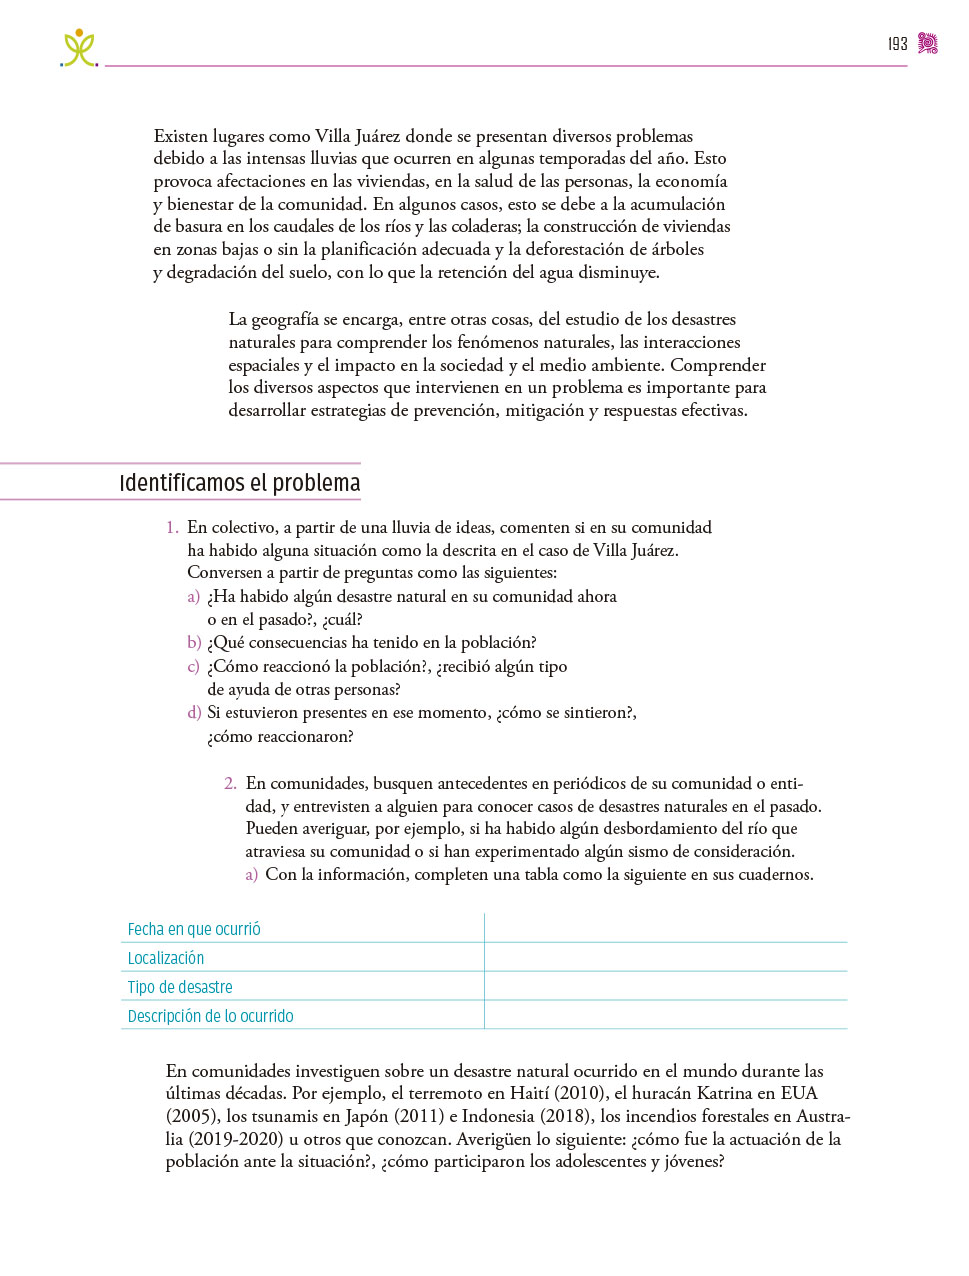 193
Existen lugares como Villa Juárez donde se presentan diversos problemas
debido a las intensas lluvias que ocurren en algunas temporadas del año. Esto
provoca afectaciones en las viviendas, en la salud de las personas, la economía
y bienestar de la comunidad. En algunos casos, esto se debe a la acumulación
de basura en los caudales de los ríos y las coladeras; la construcción de viviendas
en zonas bajas o sin la planificación adecuada y la deforestación de árboles
y degradación del suelo, con lo que la retención del agua disminuye.
La geografía se encarga, entre otras cosas, del estudio de los desastres
naturales para comprender los fenómenos naturales, las interacciones
espaciales y el impacto en la sociedad y el medio ambiente. Comprender
los diversos aspectos que intervienen en un problema es importante para
desarrollar estrategias de prevención, mitigación y respuestas efectivas.
Identificamos el problema
1. En colectivo, a partir de una lluvia de ideas, comenten si en su comunidad
ha habido alguna situación como la descrita en el caso de Villa Juárez.
Conversen a partir de preguntas como las siguientes:
a) ¿Ha habido algún desastre natural en su comunidad ahora
o en el pasado?, ¿cuál?
b) ¿Qué consecuencias ha tenido en la población?
c) ¿Cómo reaccionó la población?, ¿recibió algún tipo
de ayuda de otras personas?
d) Si estuvieron presentes en ese momento, ¿cómo se sintieron?,
¿cómo reaccionaron?
2. En comunidades, busquen antecedentes en periódicos de su comunidad o enti-
dad, y entrevisten a alguien para conocer casos de desastres naturales en el pasado.
Pueden averiguar, por ejemplo, si ha habido algún desbordamiento del río que
atraviesa su comunidad o si han experimentado algún sismo de consideración.
a) Con la información, completen una tabla como la siguiente en sus cuadernos.
Fecha en que ocurrió
Localización
Tipo de desastre
Descripción de lo ocurrido
En comunidades investiguen sobre un desastre natural ocurrido en el mundo durante las
últimas décadas. Por ejemplo, el terremoto en Haití (2010), el huracán Katrina en EUA
(2005), los tsunamis en Japón (2011) e Indonesia (2018), los incendios forestales en Austra-
lia (2019-2020) u otros que conozcan. Averigüen lo siguiente: ¿cómo fue la actuación de la
población ante la situación?, ¿cómo participaron los adolescentes y jóvenes?